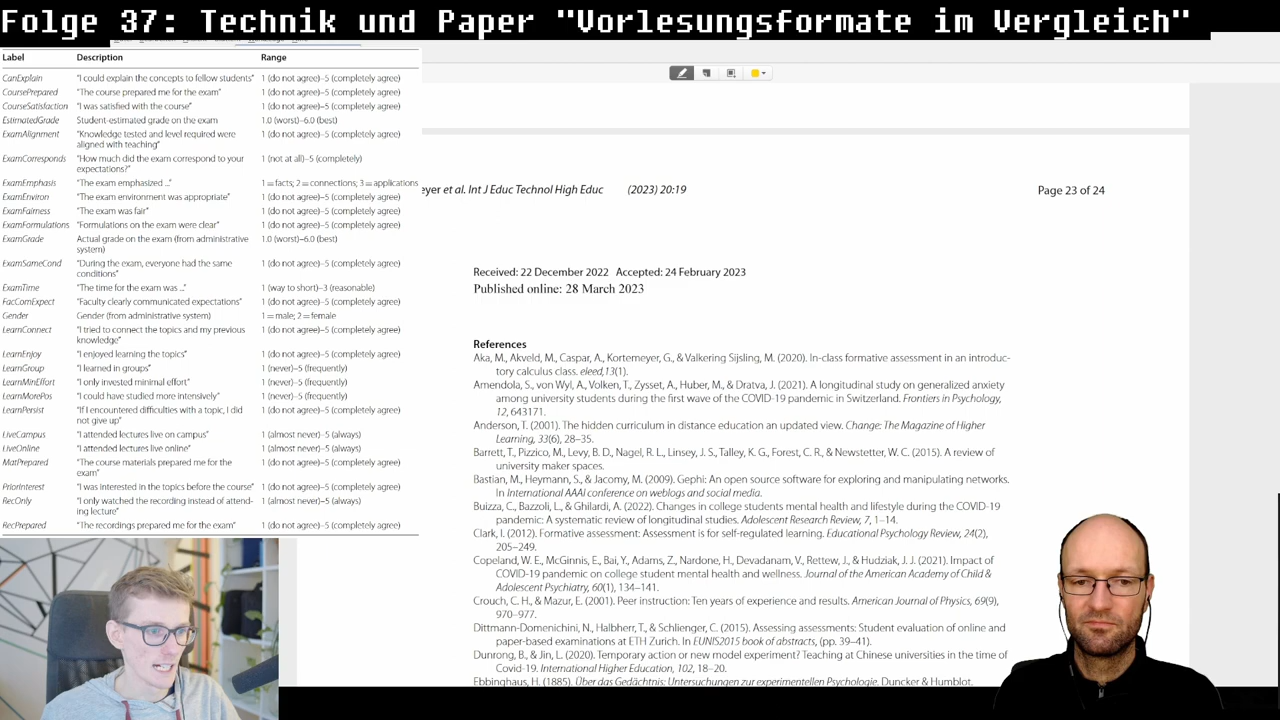 Folge 37: Technik und Paper "Vorlesungsformate im Vergleich"
Label Description Range
CanExplain "I could explain the concepts to fellow students" 1 (do not agree)–5 (completely agree)
CoursePrepared "The course prepared me for the exam" 1 (do not agree)–5 (completely agree)
CourseSatisfaction "I was satisfied with the course" 1 (do not agree)–5 (completely agree)
EstimatedGrade Student-estimated grade on the exam 1.0 (worst)–6.0 (best)
ExamAlignment "Knowledge tested and level required were 1 (do not agree)–5 (completely agree)
aligned with teaching"
ExamCorresponds "How much did the exam correspond to your 1 (not at all)–5 (completely)
expectations?"
ExamEmphasis "The exam emphasized ..." 1 = facts; 2 = connections; 3 = applications
ExamEnviron "The exam environment was appropriate" 1 (do not agree)–5 (completely agree)
ExamFairness "The exam was fair" 1 (do not agree)–5 (completely agree)
ExamFormulations "Formulations on the exam were clear" 1 (do not agree)–5 (completely agree)
ExamGrade Actual grade on the exam (from administrative 1.0 (worst)–6.0 (best)
system)
ExamSameCond "During the exam, everyone had the same 1 (do not agree)–5 (completely agree)
conditions"
ExamTime "The time for the exam was ..." 1 (way to short)–3 (reasonable)
FacComExpect "Faculty clearly communicated expectations" 1 (do not agree)–5 (completely agree)
Gender Gender (from administrative system) 1 = male; 2 = female
LearnConnect "I tried to connect the topics and my previous 1 (do not agree)–5 (completely agree)
knowledge"
LearnEnjoy "I enjoyed learning the topics" 1 (do not agree)–5 (completely agree)
LearnGroup "I learned in groups" 1 (never)–5 (frequently)
LearnMinEffort "I only invested minimal effort" 1 (never)–5 (frequently)
LearnMorePos "I could have studied more intensively" 1 (never)–5 (frequently)
LearnPersist "If I encountered difficulties with a topic, I did 1 (do not agree)–5 (completely agree)
not give up"
LiveCampus "I attended lectures live on campus" 1 (almost never)–5 (always)
LiveOnline "I attended lectures live online" 1 (almost never)–5 (always)
MatPrepared "The course materials prepared me for the 1 (do not agree)–5 (completely agree)
exam"
PriorInterest "I was interested in the topics before the course" 1 (do not agree)–5 (completely agree)
RecOnly "I only watched the recording instead of attend- 1 (almost never)–5 (always)
ing lecture"
RecPrepared "The recordings prepared me for the exam" 1 (do not agree)–5 (completely agree)
eyer et al. Int J Educ Technol High Educ (2023) 20:19 Page 23 of 24
Received: 22 December 2022 Accepted: 24 February 2023
Published online: 28 March 2023
References
Aka, M., Akveld, M., Caspar, A., Kortemeyer, G., & Valkering Sijsling, M. (2020). In-class formative assessment in an introduc-
tory calculus class. eleed,13(1).
Amendola, S., von Wyl, A., Volken, T., Zysset, A., Huber, M., & Dratva, J. (2021). A longitudinal study on generalized anxiety
among university students during the first wave of the COVID-19 pandemic in Switzerland. Frontiers in Psychology,
12, 643171.
Anderson, T. (2001). The hidden curriculum in distance education an updated view. Change: The Magazine of Higher
Learning, 33(6), 28–35.
Barrett, T., Pizzico, M., Levy, B. D., Nagel, R. L., Linsey, J. S., Talley, K. G., Forest, C. R., & Newstetter, W. C. (2015). A review of
university maker spaces.
Bastian, M., Heymann, S., & Jacomy, M. (2009). Gephi: An open source software for exploring and manipulating networks.
In International AAAI conference on weblogs and social media.
Buizza, C., Bazzoli, L., & Ghilardi, A. (2022). Changes in college students mental health and lifestyle during the COVID-19
pandemic: A systematic review of longitudinal studies. Adolescent Research Review, 7, 1–14.
Clark, I. (2012). Formative assessment: Assessment is for self-regulated learning. Educational Psychology Review, 24(2),
205–249.
Copeland, W. E., McGinnis, E., Bai, Y., Adams, Z., Nardone, H., Devadanam, V., Rettew, J., & Hudziak, J. J. (2021). Impact of
COVID-19 pandemic on college student mental health and wellness. Journal of the American Academy of Child &
Adolescent Psychiatry, 60(1), 134–141.
Crouch, C. H., & Mazur, E. (2001). Peer instruction: Ten years of experience and results. American Journal of Physics, 69(9),
970–977.
Dittmann-Domenichini, N., Halbherr, T., & Schlienger, C. (2015). Assessing assessments: Student evaluation of online and
paper-based examinations at ETH Zurich. In EUNIS2015 book of abstracts, (pp. 39–41).
Dunrong, B., & Jin, L. (2020). Temporary action or new model experiment? Teaching at Chinese universities in the time of
Covid-19. International Higher Education, 102, 18–20.
Ebbinghaus, H. (1885). Über das Gedächtnis: Untersuchungen zur experimentellen Psychologie. Duncker & Humblot.